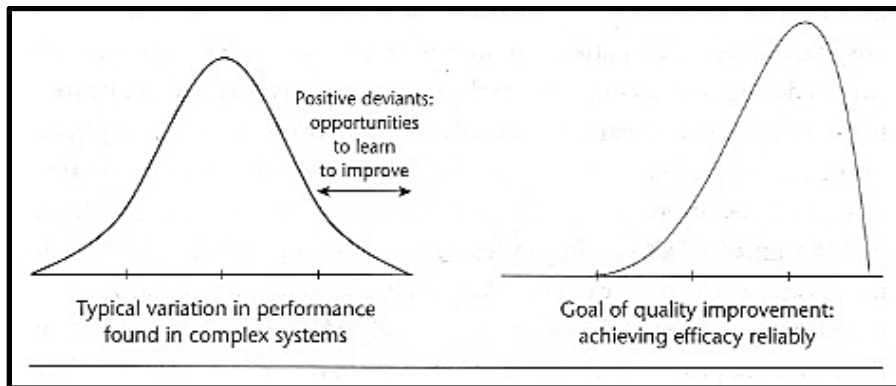 Positive deviants:
opportunities
to learn
to improve
Typical variation in performance
found in complex systems
Goal of quality improvement:
achieving efficacy reliably